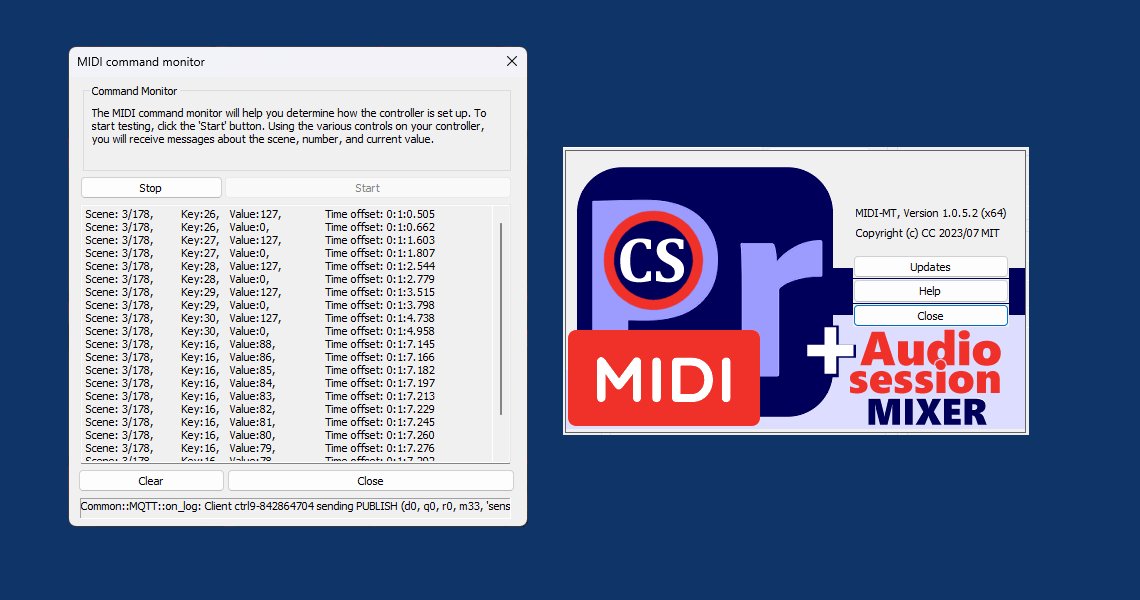 MIDI command monitor
Command Monitor
The MIDI command monitor will help you determine how the controller is set up. To
start testing, click the 'Start' button. Using the various controls on your controller,
you will receive messages about the scene, number, and current value.
Stop Start
Scene: 3/178, Key:26, Value:127, Time offset: 0:1:0.505
Scene: 3/178, Key:26, Value:0, Time offset: 0:1:0.662
Scene: 3/178, Key:27, Value:127, Time offset: 0:1:1.603
Scene: 3/178, Key:27, Value:0, Time offset: 0:1:1.807
Scene: 3/178, Key:28, Value:127, Time offset: 0:1:2.544
Scene: 3/178, Key:28, Value:0, Time offset: 0:1:2.779
Scene: 3/178, Key:29, Value:127, Time offset: 0:1:3.515
Scene: 3/178, Key:29, Value:0, Time offset: 0:1:3.798
Scene: 3/178, Key:30, Value:127, Time offset: 0:1:4.738
Scene: 3/178, Key:30, Value:0, Time offset: 0:1:4.958
Scene: 3/178, Key:16, Value:88, Time offset: 0:1:7.145
Scene: 3/178, Key:16, Value:86, Time offset: 0:1:7.166
Scene: 3/178, Key:16, Value:85, Time offset: 0:1:7.182
Scene: 3/178, Key:16, Value:84, Time offset: 0:1:7.197
Scene: 3/178, Key:16, Value:83, Time offset: 0:1:7.213
Scene: 3/178, Key:16, Value:82, Time offset: 0:1:7.229
Scene: 3/178, Key:16, Value:81, Time offset: 0:1:7.245
Scene: 3/178, Key:16, Value:80, Time offset: 0:1:7.260
Scene: 3/178, Key:16, Value:79, Time offset: 0:1:7.276
Scene: 3/178, Key:16, Value:78, Time offset: 0:1:7.292
Clear Close
Common::MQTT::on_log: Client ctrl9-842864704 sending PUBLISH (d0, q0, r0, m33, 'sens
Pr
CS
MIDI
MIDI-MT, Version 1.0.5.2 (x64)
Copyright (c) CC 2023/07 MIT
Updates
Help
Close
+ Audio
session
MIXER